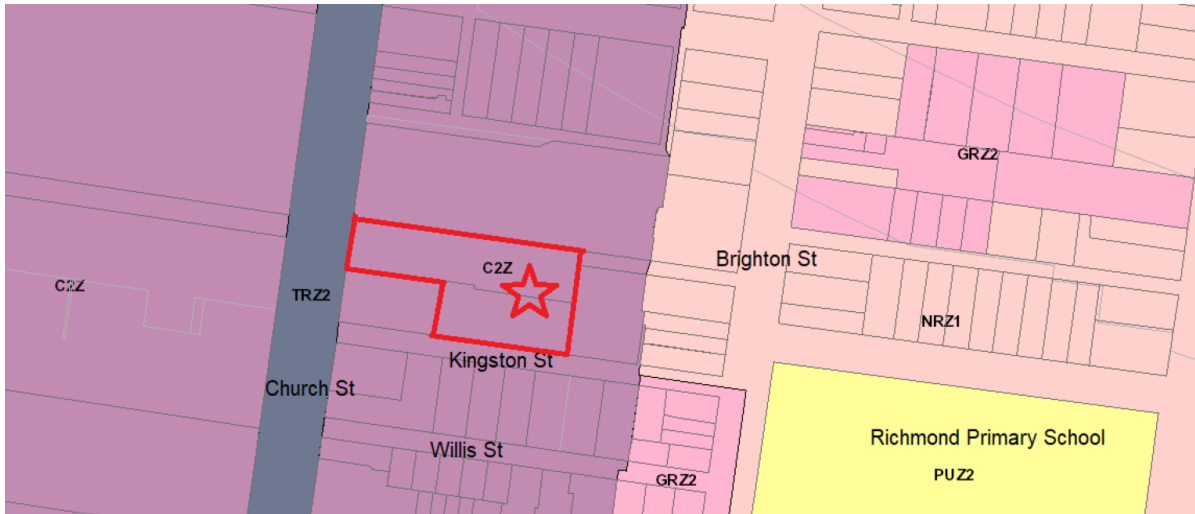 GRZ2
Brighton St
C2Z
C2Z
TRZ2
NRZ1
Kingston St
Church St
Richmond Primary School
Willis St
PUZ2
GRZ2